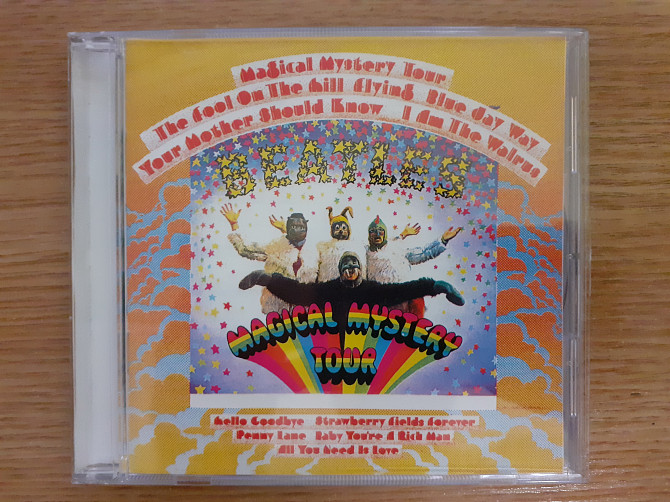 Magical Mystery Tour
The Fool On The Hill Flying Blue Jay Way
Your Mother Should Know I Am The Walrus
BEATLES
MAGICAL MYSTERY
TOUR
Hello Goodbye Strawberry Fields Forever
Penny Lane Baby You're A Rich Man
All You Need Is Love